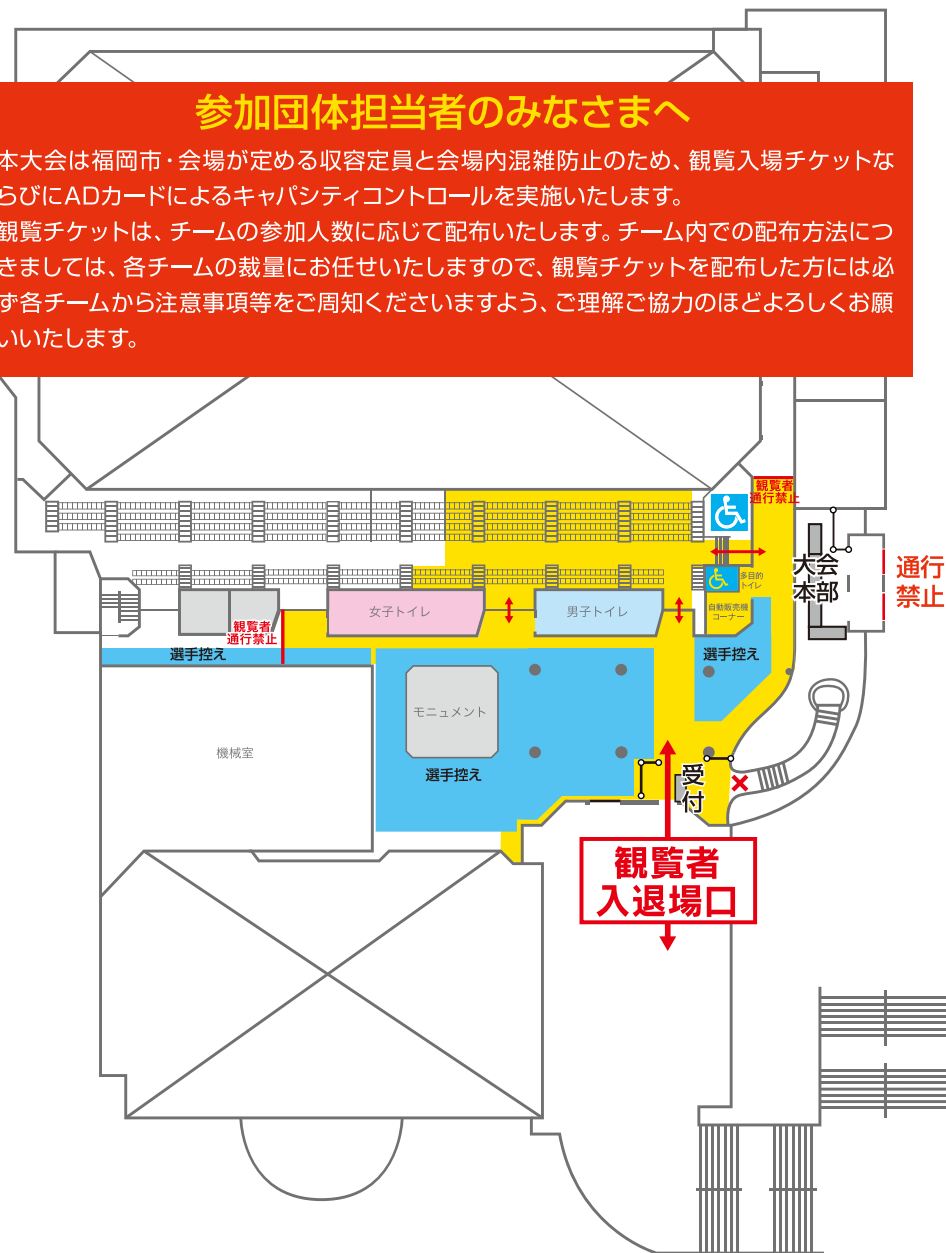 参加団体担当者のみなさまへ
本大会は福岡市・会場が定める収容定員と会場内混雑防止のため、観覧入場チケットな
らびにADカードによるキャパシティコントロールを実施いたします。
観覧チケットは、チームの参加人数に応じて配布いたします。チーム内での配布方法につ
きましては、各チームの裁量にお任せいたしますので、観覧チケットを配布した方には必
ず各チームから注意事項等をご周知くださいますよう、ご理解ご協力のほどよろしくお願
いいたします。
観覧者
通行禁止
大会
本部
通行
禁止
多目的
トイレ
自動販売機
コーナー
女子トイレ
男子トイレ
観覧者
通行禁止
選手控え
選手控え
モニュメント
機械室
選手控え
受
付
観覧者
入退場口